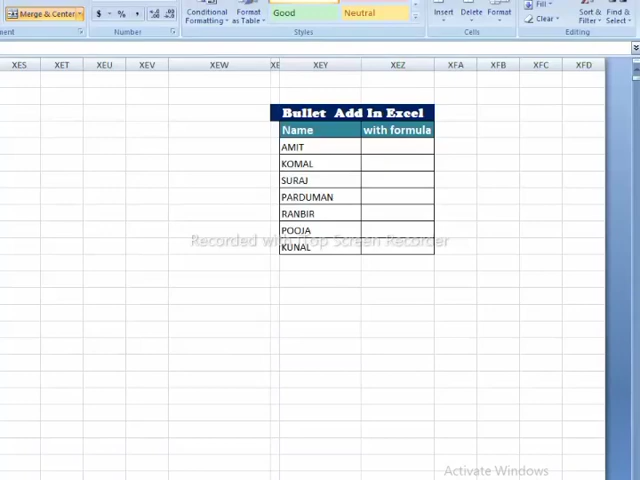 Merge & Center
$ % ,
Conditional Formatting
Format as Table
Good
Neutral
Insert
Delete
Format
Fill
Clear
Sort & Filter
Find & Select
Number
Styles
Cells
Editing
XES XET XEU XEV XEW XEY XEZ XFA XFB XFC XFD
Bullet Add In Excel
Name with formula
AMIT
KOMAL
SURAJ
PARDUMAN
RANBIR
POOJA
KUNAL
Recorded with iTop Screen Recorder
Activate Windows